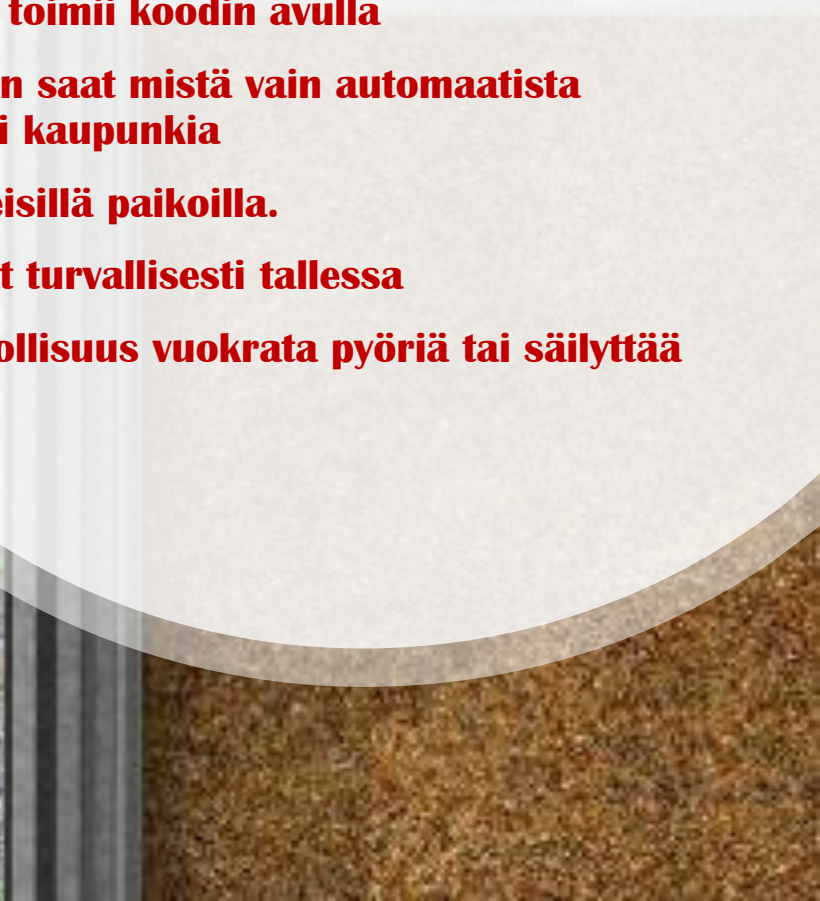 toimii koodin avulla
n saat mistä vain automaatista
i kaupunkia
eisillä paikoilla.
t turvallisesti tallessa
ollisuus vuokrata pyöriä tai säilyttää